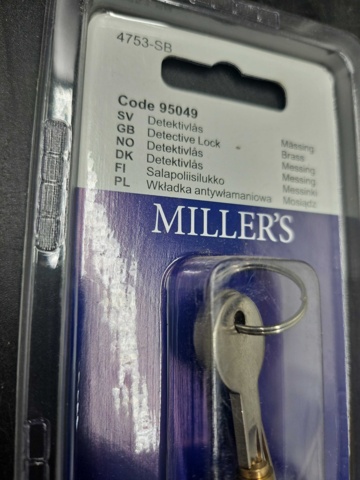 4753-SB
Code 95049
SV Detektivlås Mässing
GB Detective Lock Brass
NO Detektivlås Messing
DK Detektivlås Messing
FI Salapoliisilukko Messinki
PL Wkładka antywłamaniowa Mosiądz
MILLER'S